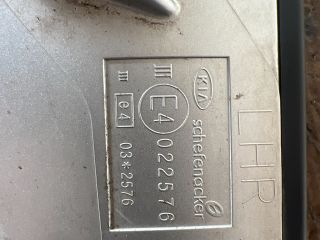 LHR
KIA schefenacker
III E4 022576
III e4 03*2576